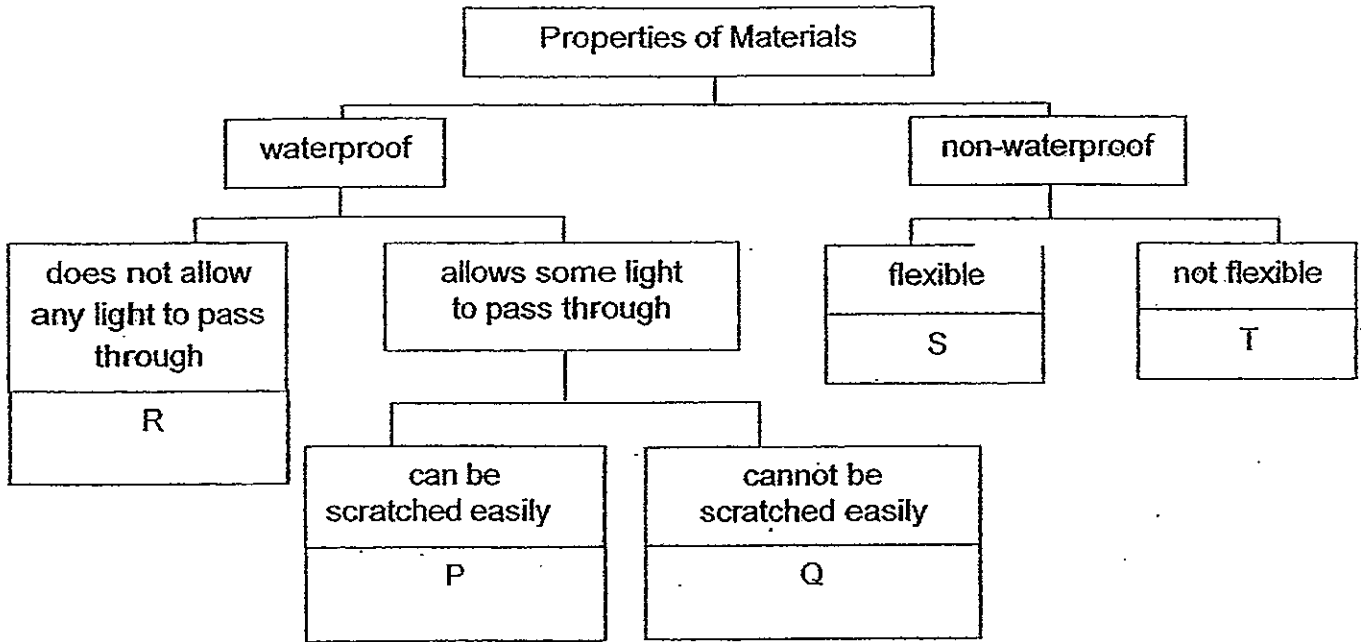 Properties of Materials
waterproof
non-waterproof
does not allow
any light to pass
through
R
allows some light
to pass through
flexible
S
not flexible
T
can be
scratched easily
P
cannot be
scratched easily
Q